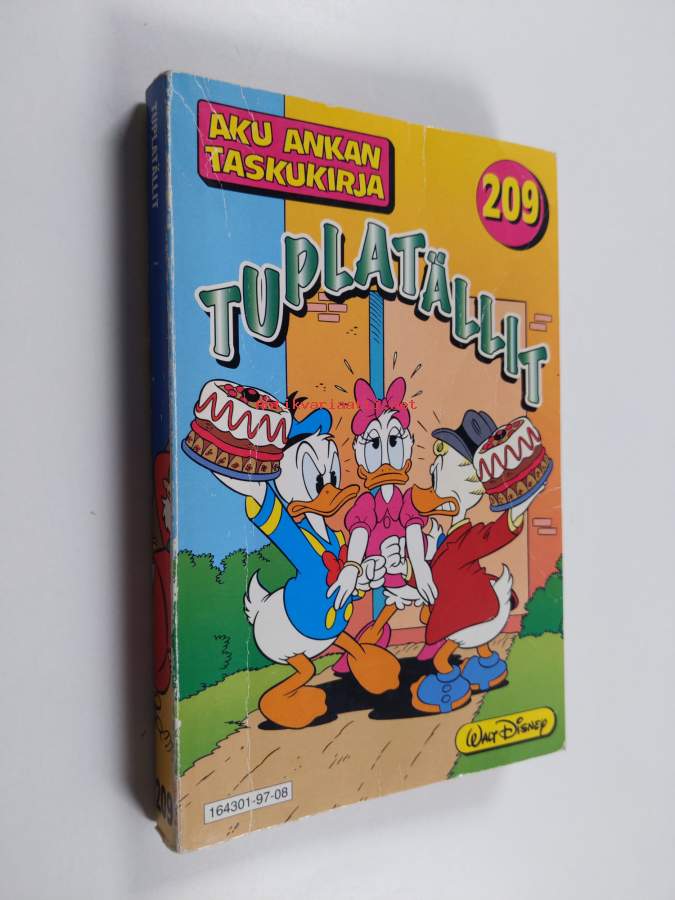 TUPLATÄLLIT
209
AKU ANKAN
TASKUKIRJA
209
TUPLATÄLLIT
WALT DISNEY
164301-97-08